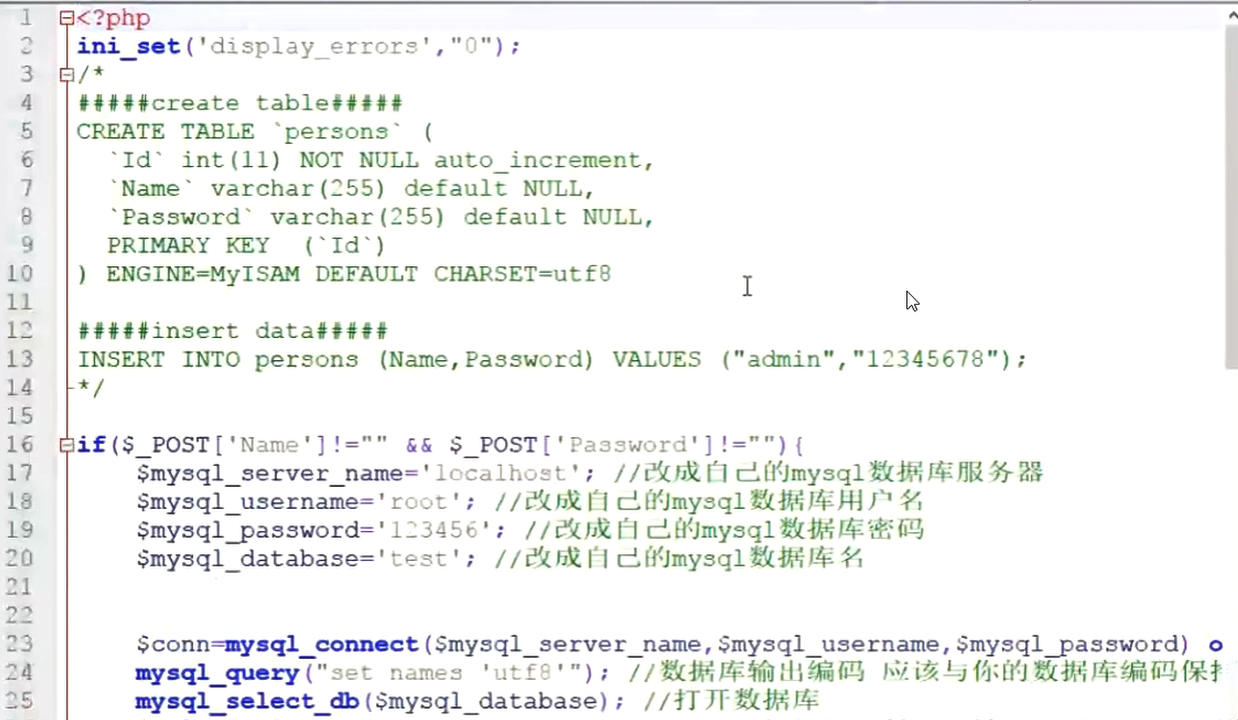 1 <?php
2 ini_set('display_errors',"0");
3 /*
4 #####create table#####
5 CREATE TABLE `persons` (
6 `Id` int(11) NOT NULL auto_increment,
7 `Name` varchar(255) default NULL,
8 `Password` varchar(255) default NULL,
9 PRIMARY KEY  (`Id`)
10 ) ENGINE=MyISAM DEFAULT CHARSET=utf8
11
12 #####insert data#####
13 INSERT INTO persons (Name,Password) VALUES ("admin","12345678");
14 */
15
16 if($_POST['Name']!="" && $_POST['Password']!=""){
17 $mysql_server_name='localhost'; //改成自己的mysql数据库服务器
18 $mysql_username='root'; //改成自己的mysql数据库用户名
19 $mysql_password='123456'; //改成自己的mysql数据库密码
20 $mysql_database='test'; //改成自己的mysql数据库名
21
22
23 $conn=mysql_connect($mysql_server_name,$mysql_username,$mysql_password) o
24 mysql_query("set names 'utf8'"); //数据库输出编码 应该与你的数据库编码保
25 mysql_select_db($mysql_database); //打开数据库